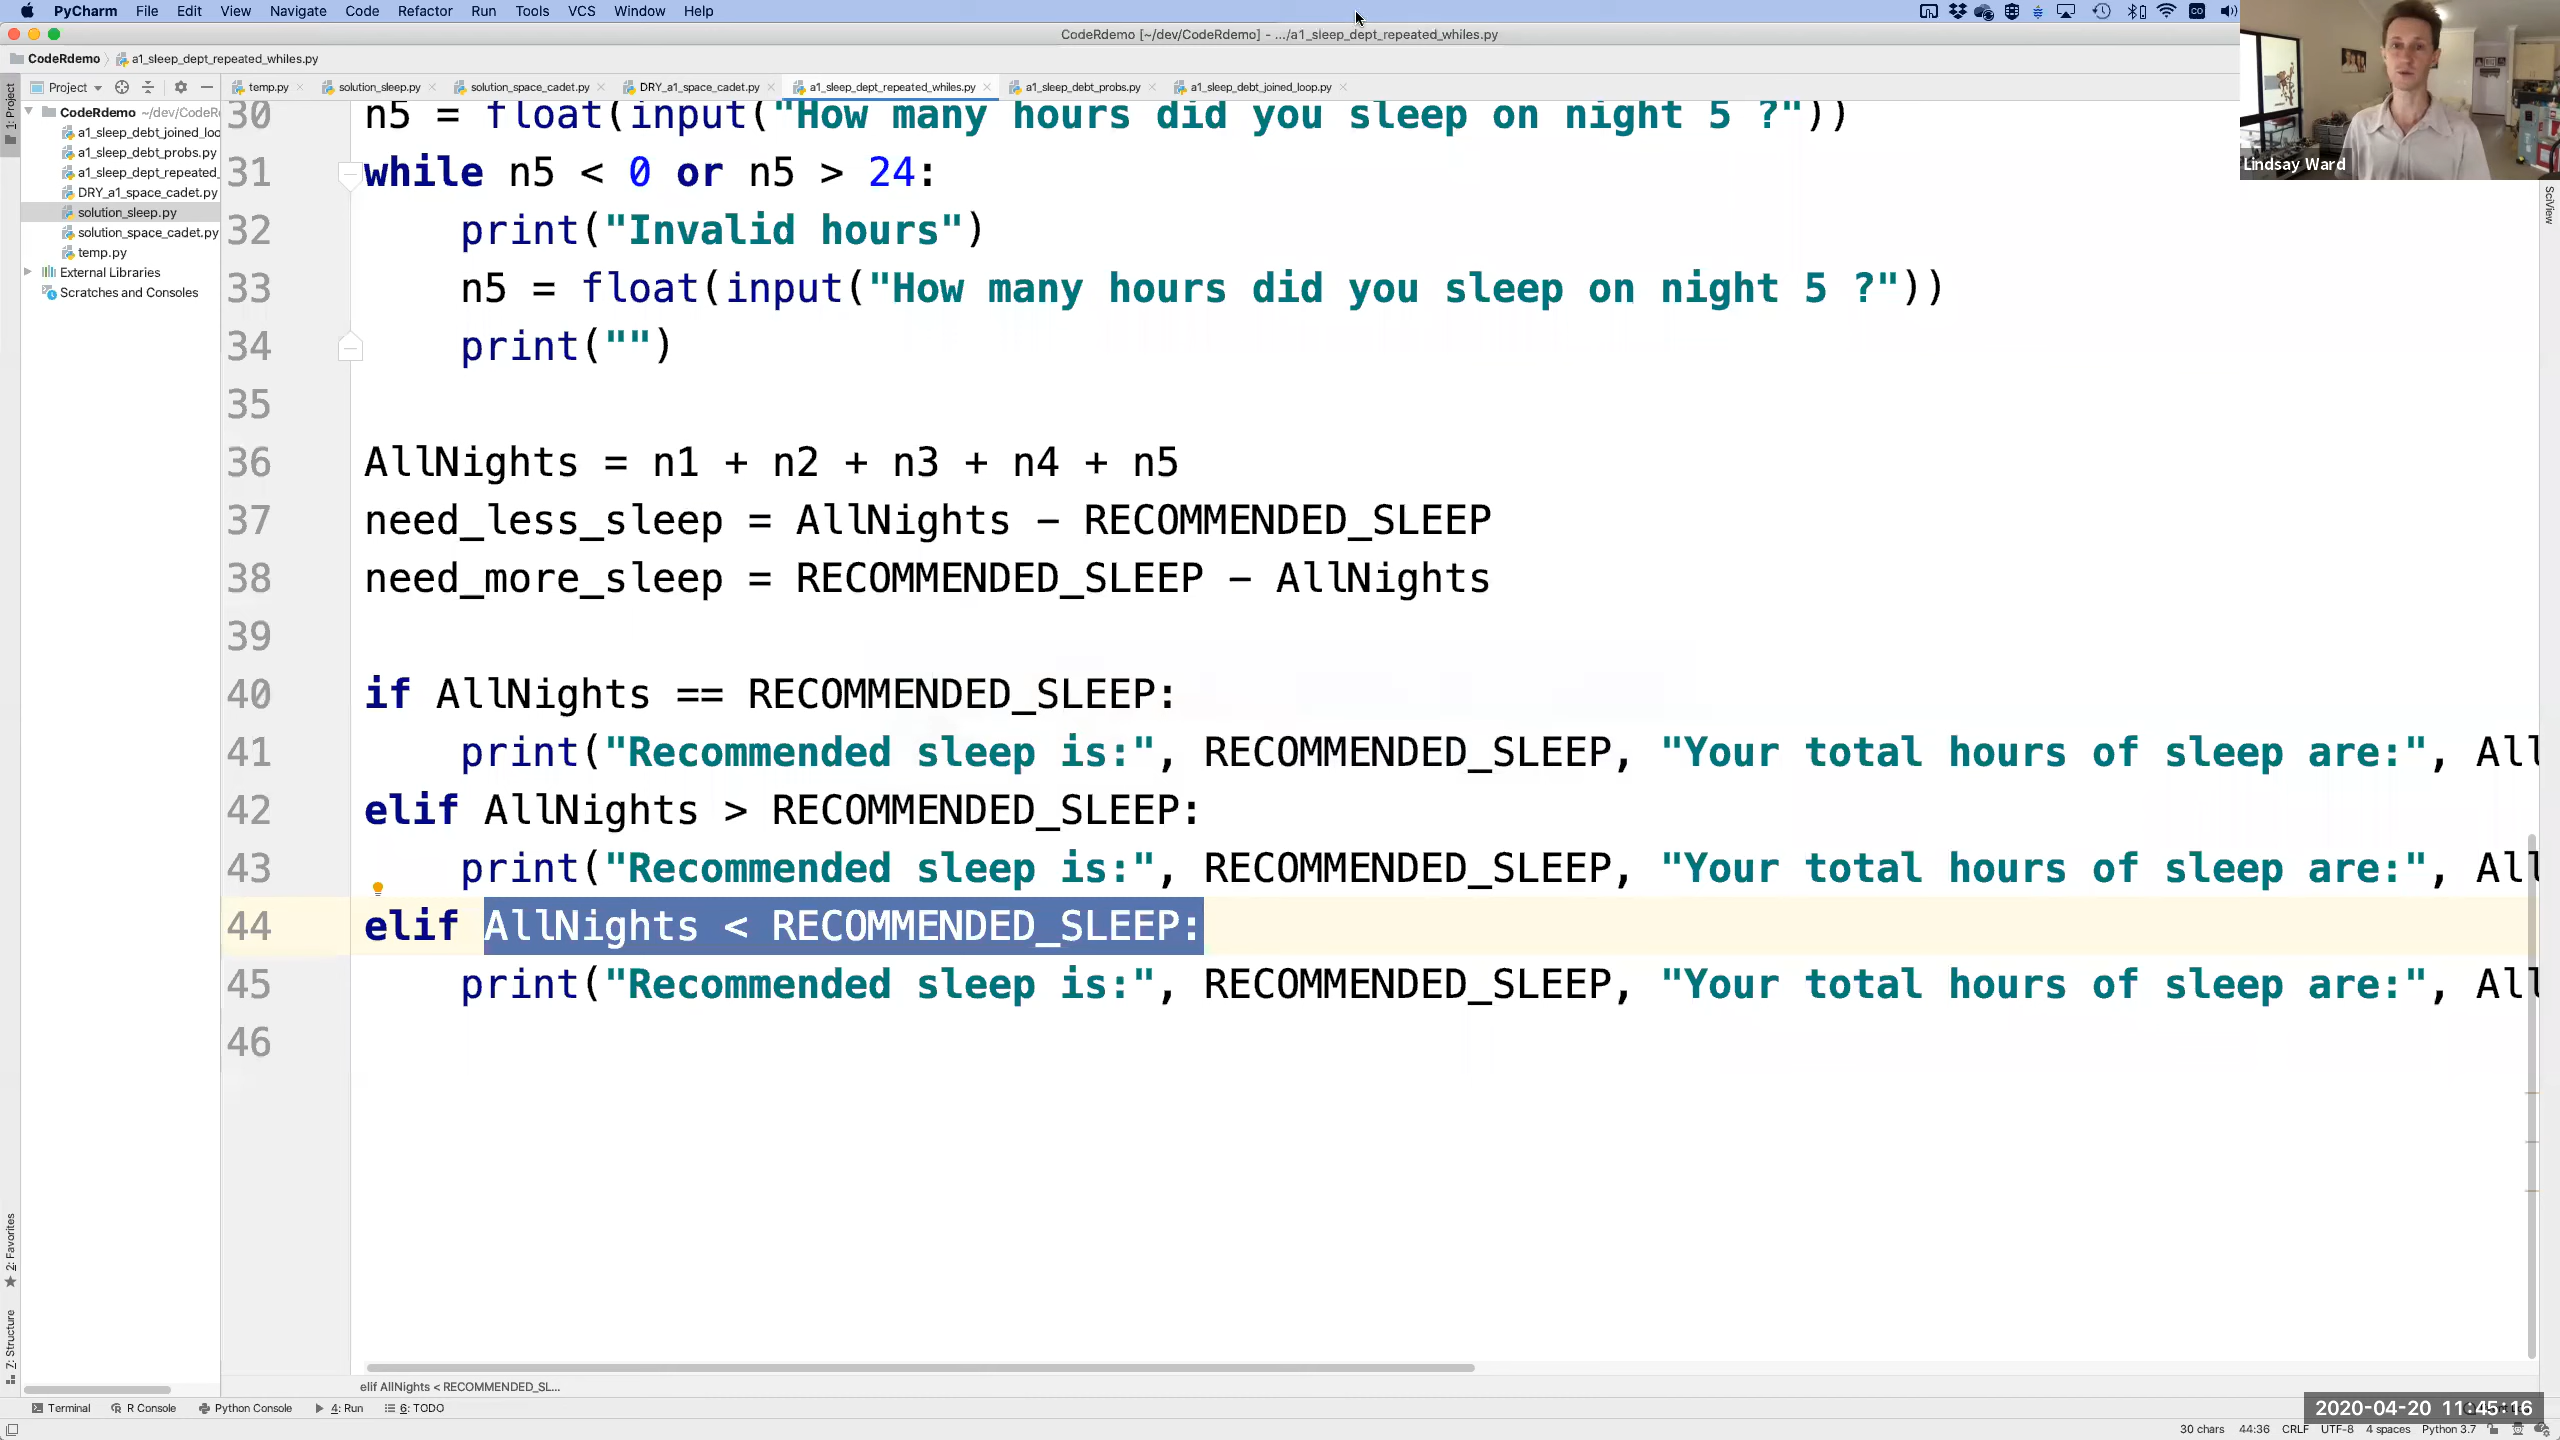 PyCharm File Edit View Navigate Code Refactor Run Tools VCS Window Help
CodeRdemo [~/dev/CodeRdemo] - .../a1_sleep_dept_repeated_whiles.py
CodeRdemo a1_sleep_dept_repeated_whiles.py
Project
temp.py solution_sleep.py solution_space_cadet.py DRY_a1_space_cadet.py a1_sleep_dept_repeated_whiles.py a1_sleep_debt_probs.py a1_sleep_debt_joined_loop.py
1: Project
CodeRdemo ~/dev/CodeR
a1_sleep_debt_joined_loo
a1_sleep_debt_probs.py
a1_sleep_dept_repeated_
DRY_a1_space_cadet.py
solution_sleep.py
solution_space_cadet.py
temp.py
External Libraries
Scratches and Consoles
Lindsay Ward
SciView
30 n5 = float(input("How many hours did you sleep on night 5 ?"))
31 while n5 < 0 or n5 > 24:
32 print("Invalid hours")
33 n5 = float(input("How many hours did you sleep on night 5 ?"))
34 print("")
35
36 AllNights = n1 + n2 + n3 + n4 + n5
37 need_less_sleep = AllNights - RECOMMENDED_SLEEP
38 need_more_sleep = RECOMMENDED_SLEEP - AllNights
39
40 if AllNights == RECOMMENDED_SLEEP:
41 print("Recommended sleep is:", RECOMMENDED_SLEEP, "Your total hours of sleep are:", All
42 elif AllNights > RECOMMENDED_SLEEP:
43 print("Recommended sleep is:", RECOMMENDED_SLEEP, "Your total hours of sleep are:", All
44 elif AllNights < RECOMMENDED_SLEEP:
45 print("Recommended sleep is:", RECOMMENDED_SLEEP, "Your total hours of sleep are:", All
46
2: Favorites
7: Structure
elif AllNights < RECOMMENDED_SL...
Terminal R Console Python Console 4: Run 6: TODO
2020-04-20 11:45:16
30 chars 44:36 CRLF UTF-8 4 spaces Python 3.7